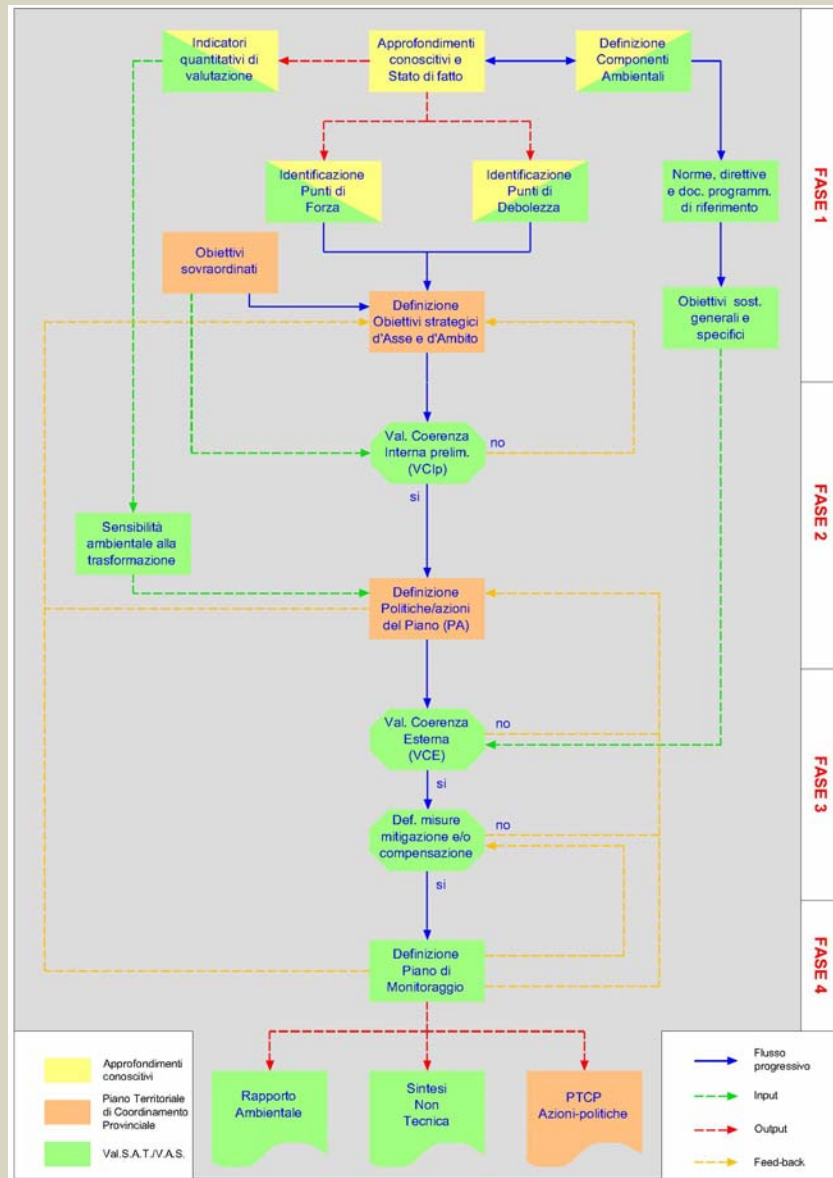 Indicatori
quantitativi di
valutazione
Approfondimenti
conoscitivi e
Stato di fatto
Definizione
Componenti
Ambientali
Identificazione
Punti di
Forza
Identificazione
Punti di
Debolezza
Norme, direttive
e doc. programm.
di riferimento
FASE 1
Obiettivi
sovraordinati
Definizione
Obiettivi strategici
d'Asse e d'Ambito
Obiettivi sost.
generali e
specifici
Val. Coerenza
Interna prelim.
(VCIp)
no
si
FASE 2
Sensibilità
ambientale alla
trasformazione
Definizione
Politiche/azioni
del Piano (PA)
Val. Coerenza
Esterna
(VCE)
no
si
FASE 3
Def. misure
mitigazione e/o
compensazione
no
si
Definizione
Piano di
Monitoraggio
FASE 4
Rapporto
Ambientale
Sintesi
Non
Tecnica
PTCP
Azioni-politiche
Approfondimenti
conoscitivi
Piano Territoriale
di Coordinamento
Provinciale
Val.S.A.T./V.A.S.
Flusso
progressivo
Input
Output
Feed-back